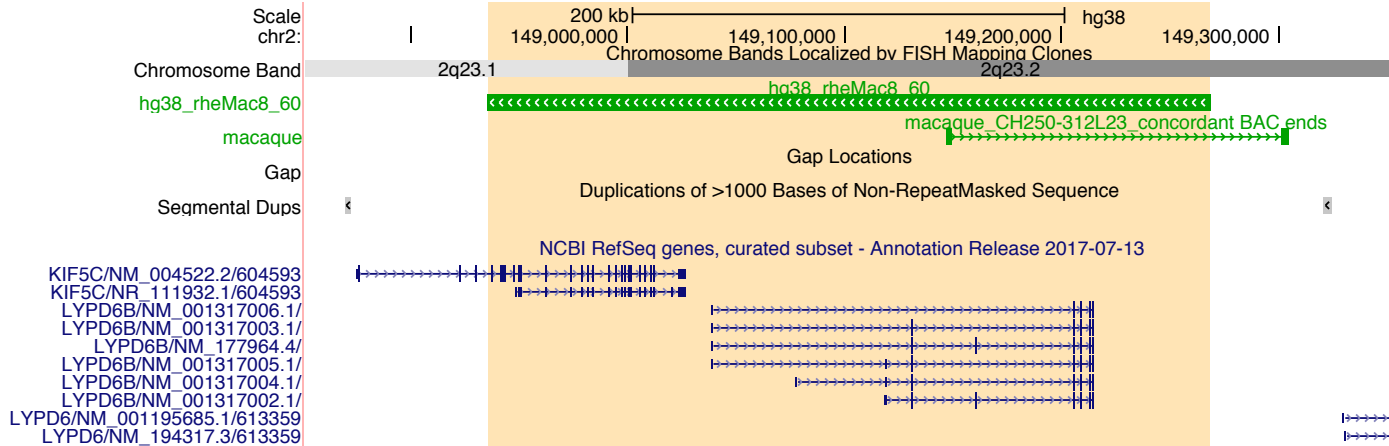 Scale 200 kb hg38
chr2: 149,000,000 149,100,000 149,200,000 149,300,000
Chromosome Bands Localized by FISH Mapping Clones
Chromosome Band 2q23.1 2q23.2
hg38_rheMac8_60
hg38_rheMac8_60
macaque_CH250-312L23_concordant BAC ends
macaque
Gap Locations
Gap
Duplications of >1000 Bases of Non-RepeatMasked Sequence
Segmental Dups
NCBI RefSeq genes, curated subset - Annotation Release 2017-07-13
KIF5C/NM_004522.2/604593
KIF5C/NR_111932.1/604593
LYPD6B/NM_001317006.1/
LYPD6B/NM_001317003.1/
LYPD6B/NM_177964.4/
LYPD6B/NM_001317005.1/
LYPD6B/NM_001317004.1/
LYPD6B/NM_001317002.1/
LYPD6/NM_001195685.1/613359
LYPD6/NM_194317.3/613359